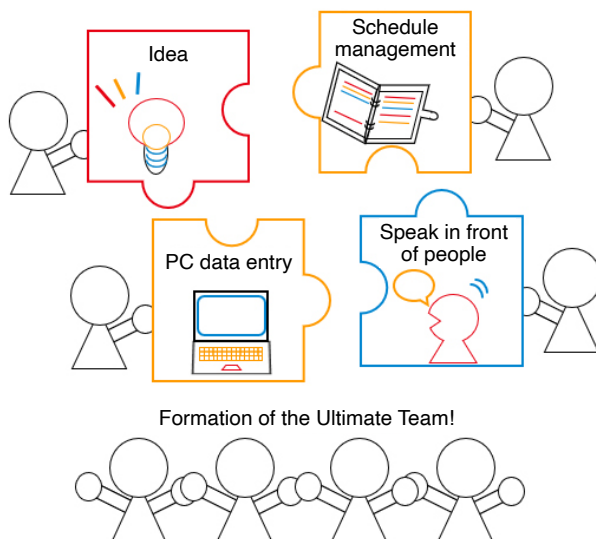 Idea
Schedule
management
PC data entry
Speak in front
of people
Formation of the Ultimate Team!